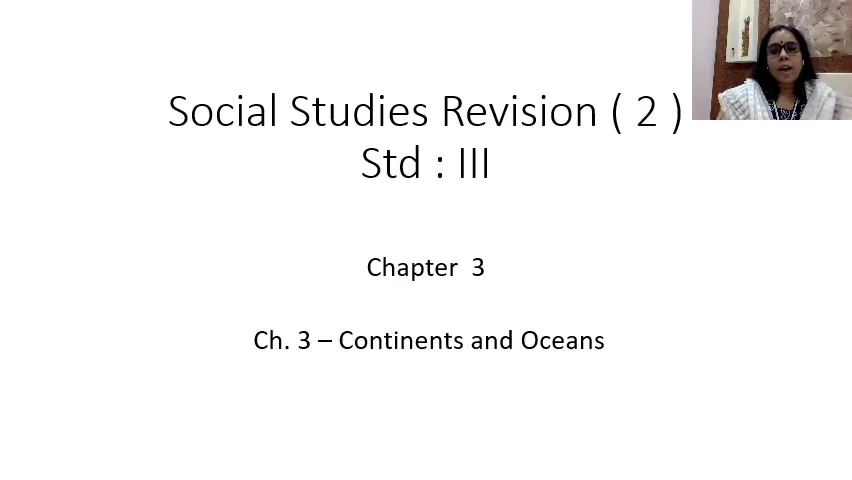 Social Studies Revision ( 2 )
Std : III
Chapter 3
Ch. 3 – Continents and Oceans